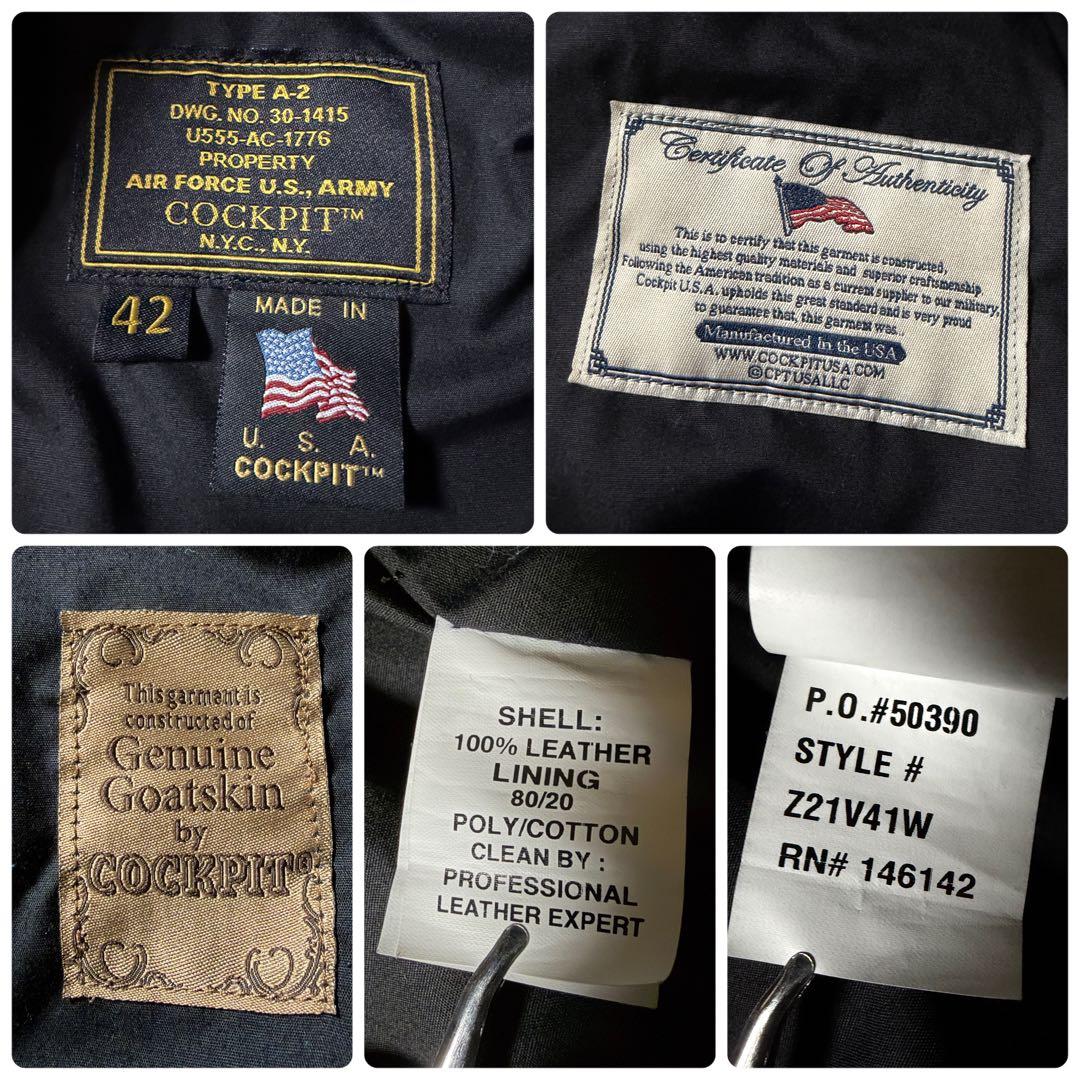 TYPE A-2
DWG. NO. 30-1415
U555-AC-1776
PROPERTY
AIR FORCE U.S., ARMY
COCKPIT™
N.Y.C., N.Y.
42
MADE IN
U. S. A.
COCKPIT™
Certificate Of Authenticity
This is to certify that this garment is constructed,
using the highest quality materials and superior craftsmenship
Following the American tradition as a current supplier to our military,
Cockpit U.S.A. upholds this great standard and is very proud
to guarantee that, this garment was..
Manufactured In the USA
WWW.COCKPITUSA.COM
©CPTUSALLC
This garment is
constructed of
Genuine
Goatskin
by
COCKPIT®
SHELL:
100% LEATHER
LINING
80/20
POLY/COTTON
CLEAN BY :
PROFESSIONAL
LEATHER EXPERT
P.O.#50390
STYLE #
Z21V41W
RN# 146142